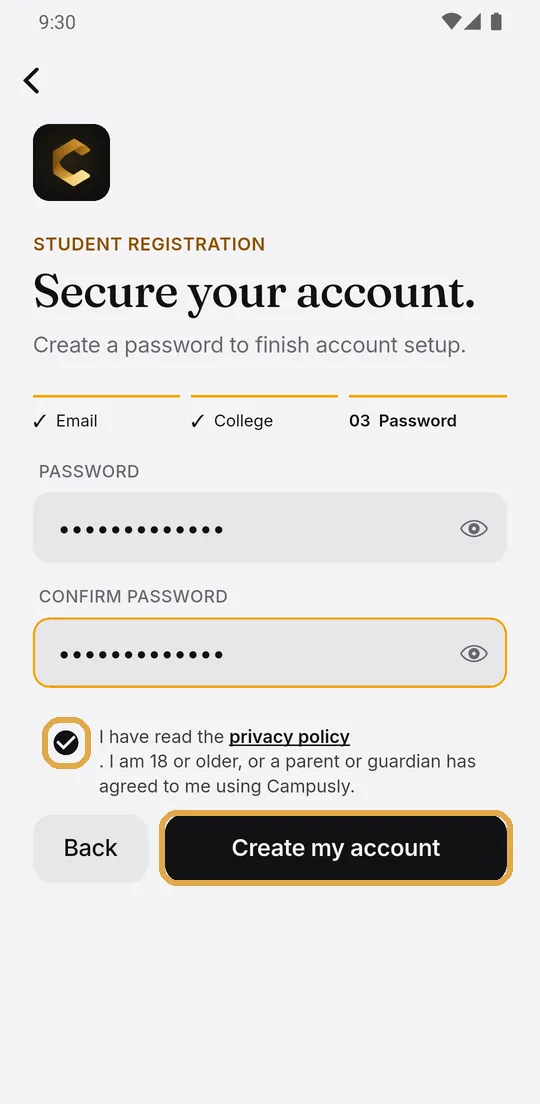 9:30
STUDENT REGISTRATION
Secure your account.
Create a password to finish account setup.
✓ Email
✓ College
03 Password
PASSWORD
•••••••••••••
CONFIRM PASSWORD
•••••••••••••
I have read the privacy policy
. I am 18 or older, or a parent or guardian has
agreed to me using Campusly.
Back
Create my account